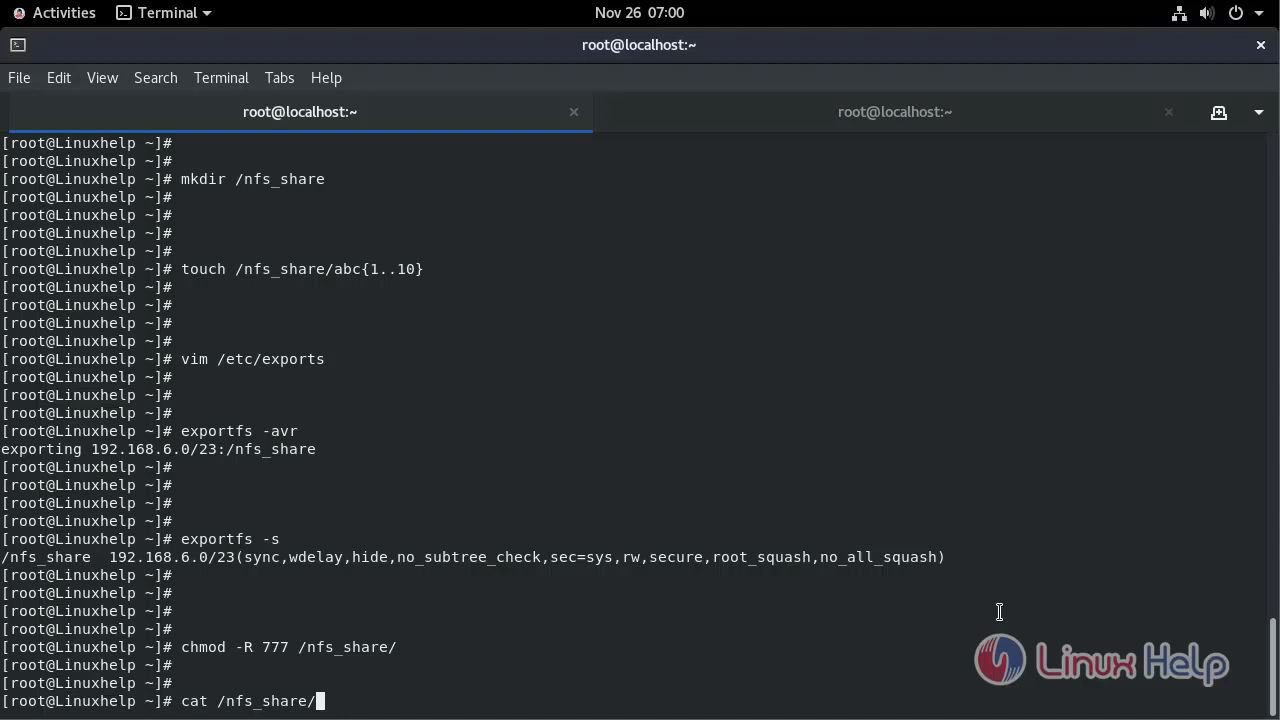 Activities Terminal Nov 26 07:00
root@localhost:~ ×
File Edit View Search Terminal Tabs Help
root@localhost:~ × root@localhost:~ ×
[root@Linuxhelp ~]#
[root@Linuxhelp ~]#
[root@Linuxhelp ~]# mkdir /nfs_share
[root@Linuxhelp ~]#
[root@Linuxhelp ~]#
[root@Linuxhelp ~]#
[root@Linuxhelp ~]#
[root@Linuxhelp ~]# touch /nfs_share/abc{1..10}
[root@Linuxhelp ~]#
[root@Linuxhelp ~]#
[root@Linuxhelp ~]#
[root@Linuxhelp ~]#
[root@Linuxhelp ~]# vim /etc/exports
[root@Linuxhelp ~]#
[root@Linuxhelp ~]#
[root@Linuxhelp ~]#
[root@Linuxhelp ~]# exportfs -avr
exporting 192.168.6.0/23:/nfs_share
[root@Linuxhelp ~]#
[root@Linuxhelp ~]#
[root@Linuxhelp ~]#
[root@Linuxhelp ~]#
[root@Linuxhelp ~]# exportfs -s
/nfs_share  192.168.6.0/23(sync,wdelay,hide,no_subtree_check,sec=sys,rw,secure,root_squash,no_all_squash)
[root@Linuxhelp ~]#
[root@Linuxhelp ~]#
[root@Linuxhelp ~]#
[root@Linuxhelp ~]#
[root@Linuxhelp ~]# chmod -R 777 /nfs_share/
[root@Linuxhelp ~]#
[root@Linuxhelp ~]#
[root@Linuxhelp ~]# cat /nfs_share/
Linux Help